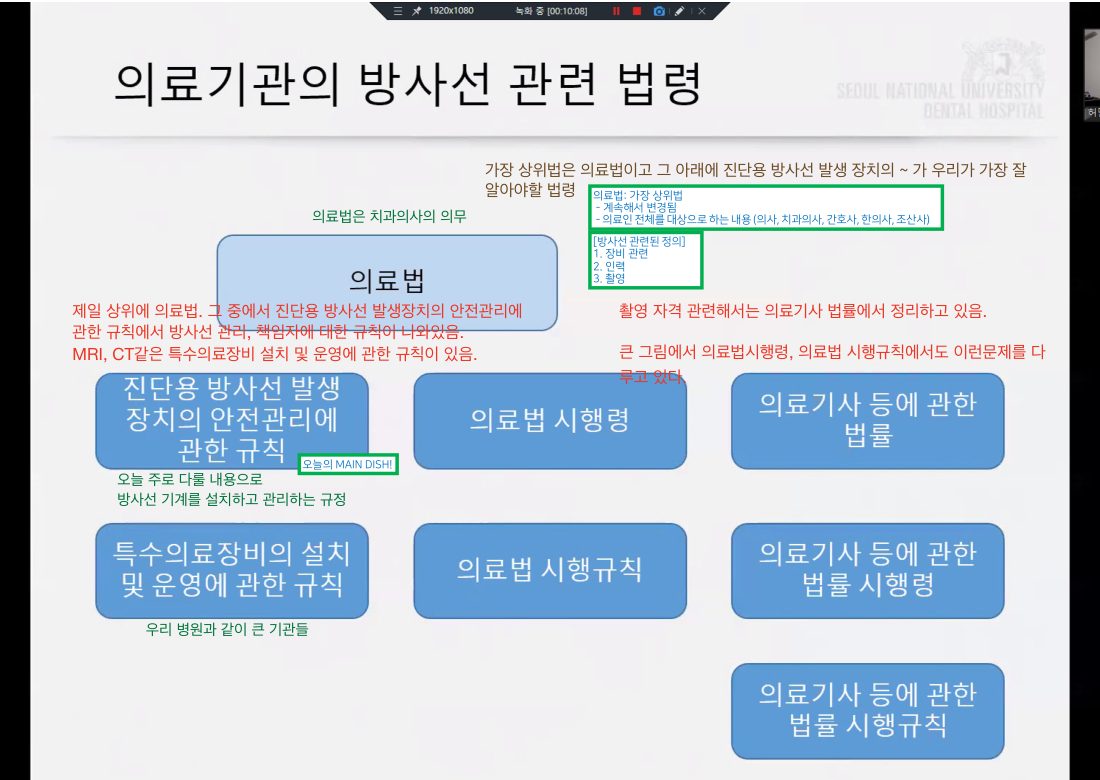 1920x1080 녹화 중 [00:10:08]
의료기관의 방사선 관련 법령
SEOUL NATIONAL UNIVERSITY
DENTAL HOSPITAL
가장 상위법은 의료법이고 그 아래에 진단용 방사선 발생 장치의 ~ 가 우리가 가장 잘
알아야할 법령
의료법: 가장 상위법
- 계속해서 변경됨
- 의료인 전체를 대상으로 하는 내용 (의사, 치과의사, 간호사, 한의사, 조산사)
의료법은 치과의사의 의무
[방사선 관련된 정의]
1. 장비 관련
2. 인력
3. 촬영
의료법
제일 상위에 의료법. 그 중에서 진단용 방사선 발생장치의 안전관리에
관한 규칙에서 방사선 관리, 책임자에 대한 규칙이 나와있음.
MRI, CT같은 특수의료장비 설치 및 운영에 관한 규칙이 있음.
촬영 자격 관련해서는 의료기사 법률에서 정리하고 있음.
큰 그림에서 의료법시행령, 의료법 시행규칙에서도 이런문제를 다
루고 있다.
진단용 방사선 발생
장치의 안전관리에
관한 규칙
오늘의 MAIN DISH!
의료법 시행령
의료기사 등에 관한
법률
오늘 주로 다룰 내용으로
방사선 기계를 설치하고 관리하는 규정
특수의료장비의 설치
및 운영에 관한 규칙
의료법 시행규칙
의료기사 등에 관한
법률 시행령
우리 병원과 같이 큰 기관들
의료기사 등에 관한
법률 시행규칙